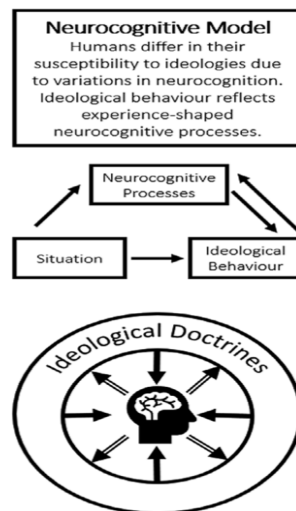 Neurocognitive Model
Humans differ in their
susceptibility to ideologies due
to variations in neurocognition.
Ideological behaviour reflects
experience-shaped
neurocognitive processes.
Neurocognitive
Processes
Situation
Ideological
Behaviour
Ideological Doctrines